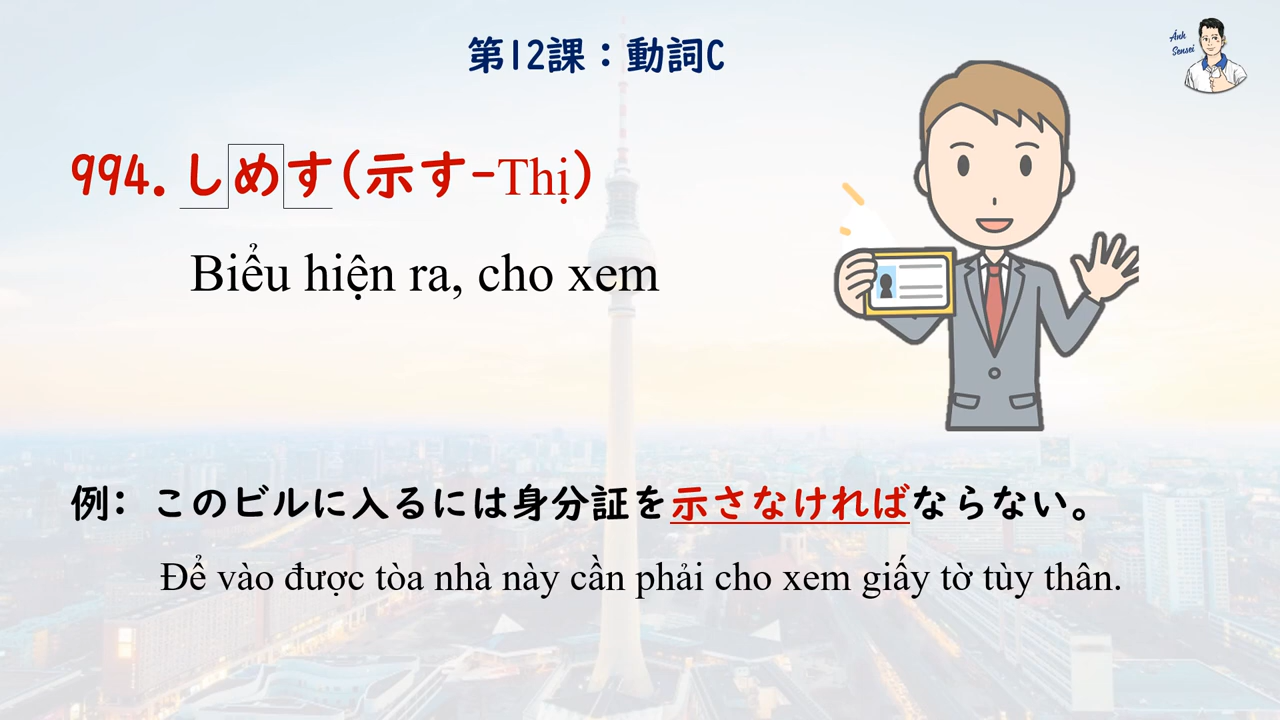 第12課：動詞C
Ánh
Sensei
994. しめす(示す-Thị)
Biểu hiện ra, cho xem
例: このビルに入るには身分証を示さなければならない。
Để vào được tòa nhà này cần phải cho xem giấy tờ tùy thân.